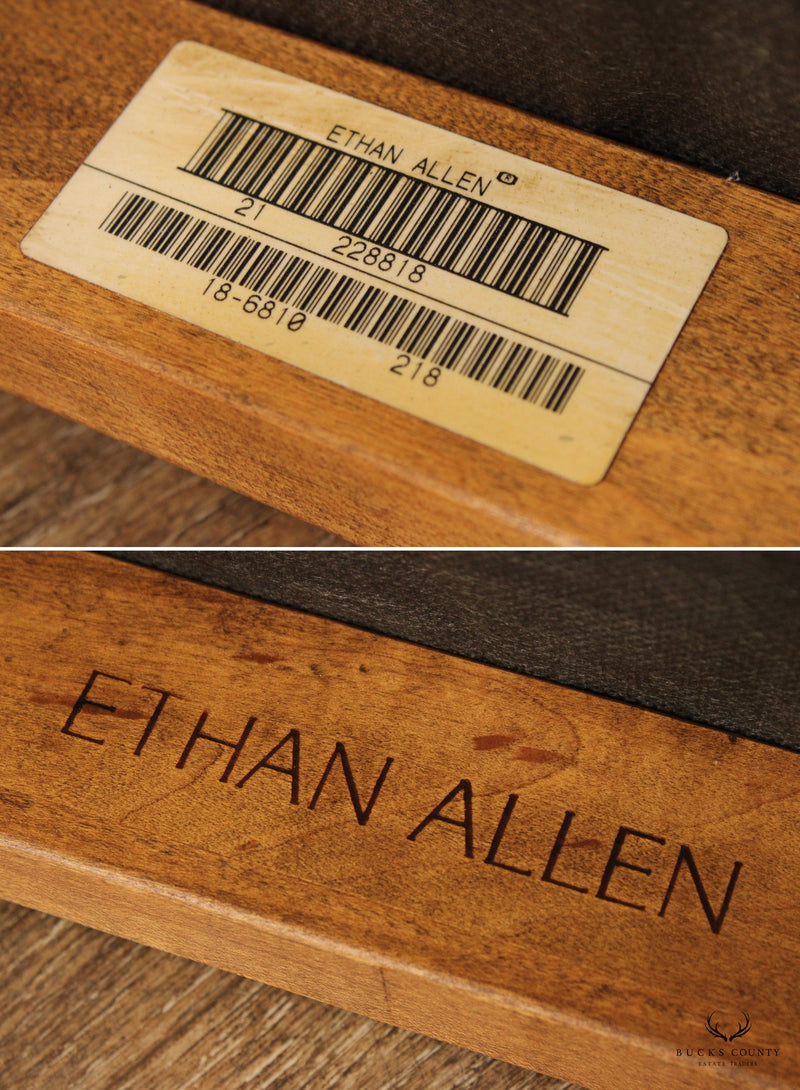 ETHAN ALLEN ®
21 228818
18-6810 218
ETHAN ALLEN
BUCKS COUNTY
ESTATE TRADERS